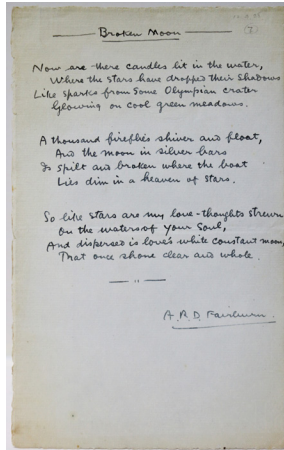 Broken Moon
(I)
Now are there candles lit in the water,
Where the stars have dropped their shadows
Like sparks from some Olympian crater
Glowing on cool green meadows.
A thousand fireflies shiver and float,
And the moon in silver bars
Is spilt and broken where the boat
Lies dim in a heaven of stars.
So like stars are my love-thoughts strewn
On the waters of your soul,
And dispersed is love's white constant moon,
That once shone clear and whole.
A.R.D. Fairburn.